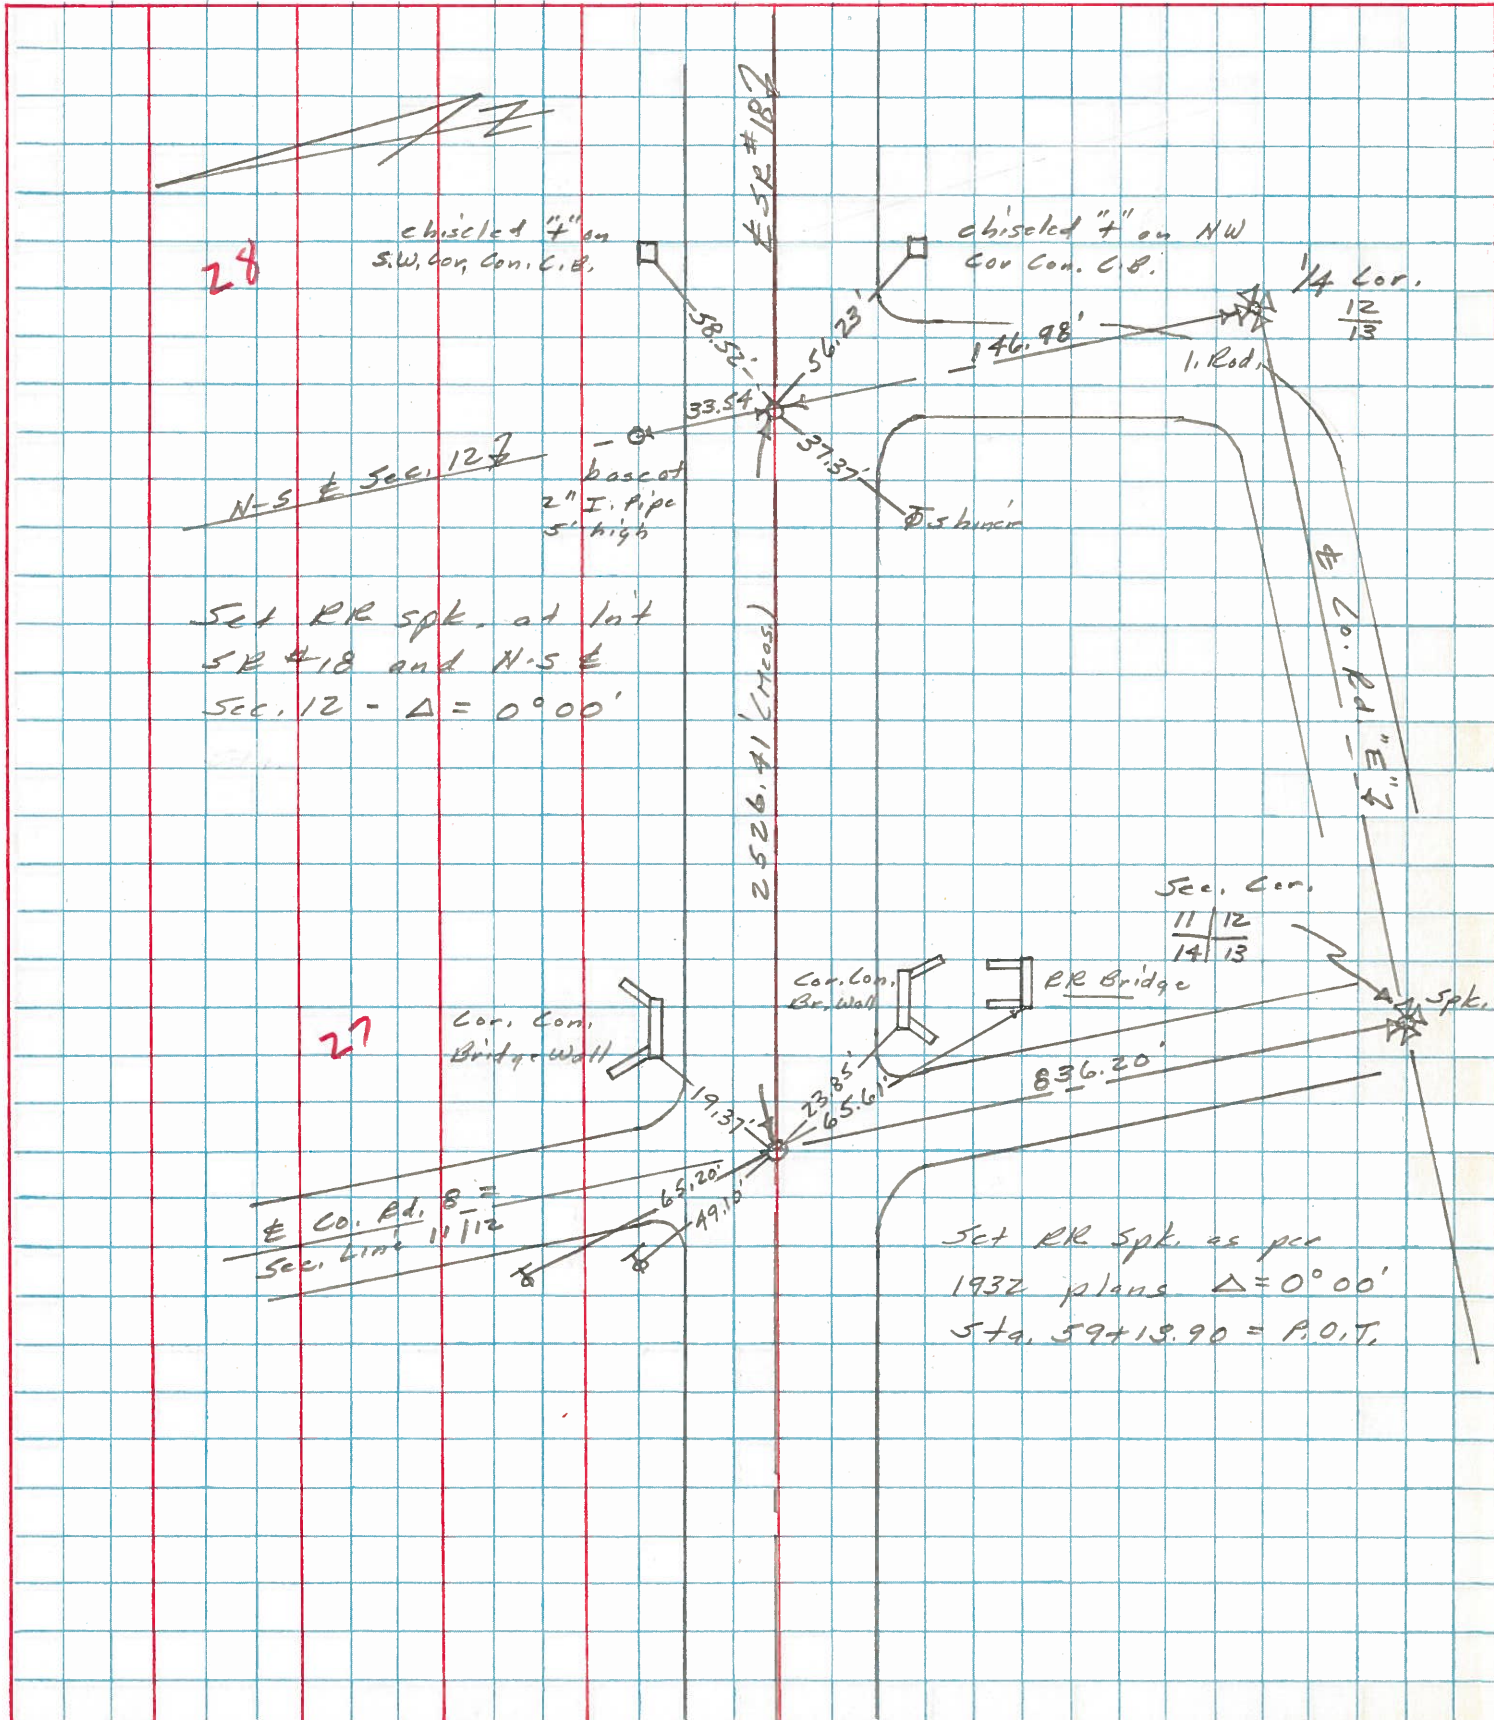 N
℄ SR #18
28
chiseled "+" on
S.W. Cor. Con. C.B.
chiseled "+" on NW
Cor Con. C.B.
1/4 Cor.
12
13
58.52'
56.23'
146.98'
I. Rod.
33.54
37.37'
N-S ℄ Sec. 12
base of
2" I. Pipe
5' high
Shiner
℄ Co. Rd. "E"
Set RR spk. at Int
SR #18 and N-S ℄
Sec. 12 - Δ = 0°00'
2526.41' (Meas.)
Sec. Cor.
11 | 12
14 | 13
27
Cor. Con.
Bridge Wall
Cor. Con.
Br. Wall
RR Bridge
Spk.
19.37'
23.85'
65.61'
836.20'
65.20'
49.10'
℄ Co. Rd. 8 =
Sec. Line 11/12
Set RR Spk. as per
1932 plans Δ = 0°00'
Sta. 59+18.90 = P.O.T.